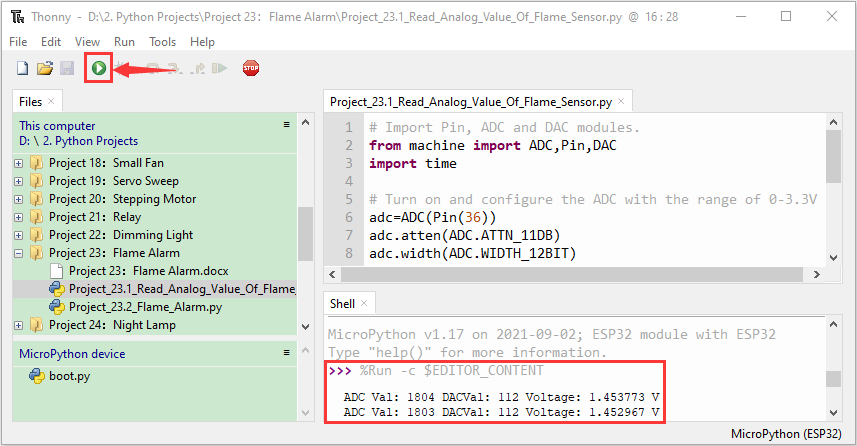 Thonny - D:\2. Python Projects\Project 23: Flame Alarm\Project_23.1_Read_Analog_Value_Of_Flame_Sensor.py @ 16:28
File Edit View Run Tools Help
STOP
Files ×
This computer
D: \ 2. Python Projects
Project 18: Small Fan
Project 19: Servo Sweep
Project 20: Stepping Motor
Project 21: Relay
Project 22: Dimming Light
Project 23: Flame Alarm
Project 23: Flame Alarm.docx
Project_23.1_Read_Analog_Value_Of_Flame_
Project_23.2_Flame_Alarm.py
Project 24: Night Lamp
MicroPython device
boot.py
Project_23.1_Read_Analog_Value_Of_Flame_Sensor.py ×
1 # Import Pin, ADC and DAC modules.
2 from machine import ADC,Pin,DAC
3 import time
4
5 # Turn on and configure the ADC with the range of 0-3.3V
6 adc=ADC(Pin(36))
7 adc.atten(ADC.ATTN_11DB)
8 adc.width(ADC.WIDTH_12BIT)
Shell ×
MicroPython v1.17 on 2021-09-02; ESP32 module with ESP32
Type "help()" for more information.
>>> %Run -c $EDITOR_CONTENT
ADC Val: 1804 DACVal: 112 Voltage: 1.453773 V
ADC Val: 1803 DACVal: 112 Voltage: 1.452967 V
MicroPython (ESP32)